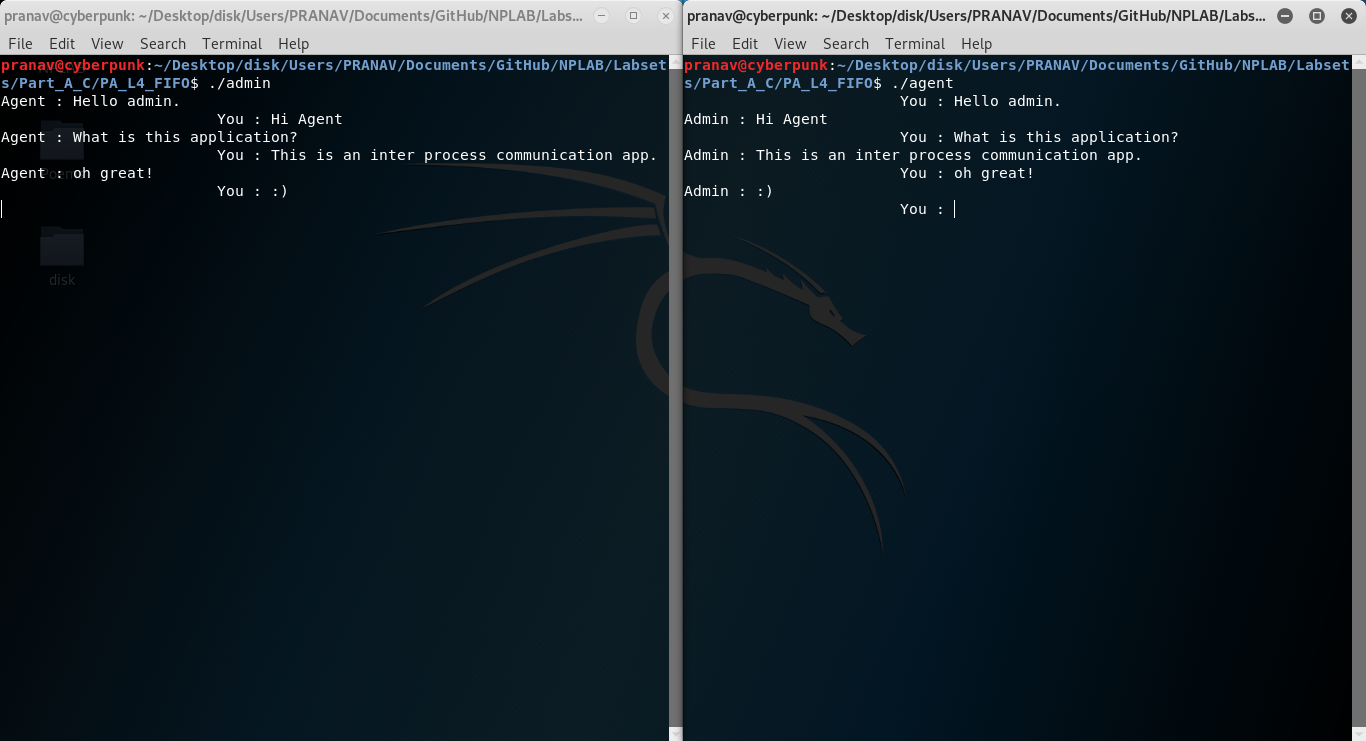 pranav@cyberpunk: ~/Desktop/disk/Users/PRANAV/Documents/GitHub/NPLAB/Labs...
File Edit View Search Terminal Help
pranav@cyberpunk:~/Desktop/disk/Users/PRANAV/Documents/GitHub/NPLAB/Labset
s/Part_A_C/PA_L4_FIFO$ ./admin
Agent : Hello admin.
You : Hi Agent
Agent : What is this application?
You : This is an inter process communication app.
Agent : oh great!
You : :)
disk
pranav@cyberpunk: ~/Desktop/disk/Users/PRANAV/Documents/GitHub/NPLAB/Labs...
File Edit View Search Terminal Help
pranav@cyberpunk:~/Desktop/disk/Users/PRANAV/Documents/GitHub/NPLAB/Labset
s/Part_A_C/PA_L4_FIFO$ ./agent
You : Hello admin.
Admin : Hi Agent
You : What is this application?
Admin : This is an inter process communication app.
You : oh great!
Admin : :)
You :